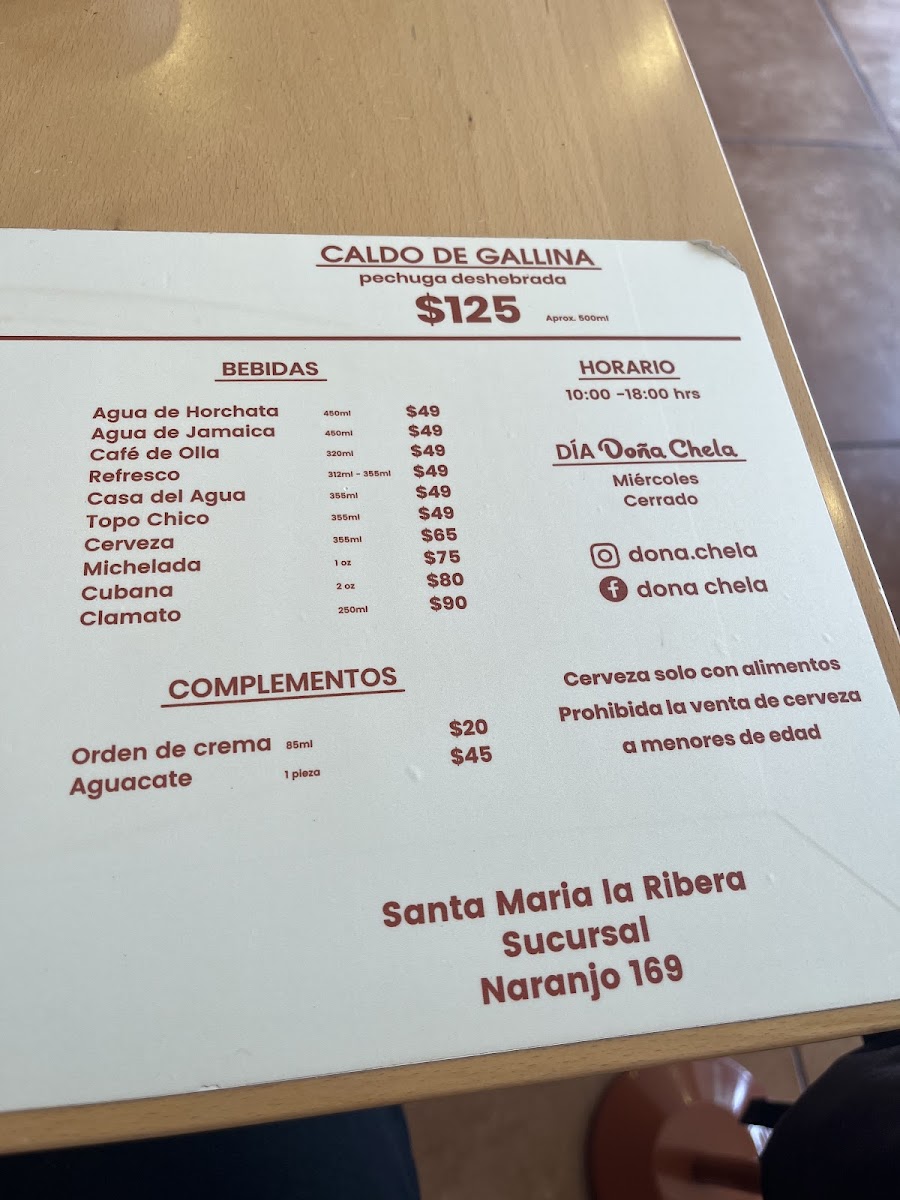 CALDO DE GALLINA
pechuga deshebrada
$125 Aprox. 500ml
BEBIDAS
Agua de Horchata 450ml $49
Agua de Jamaica 450ml $49
Café de Olla 320ml $49
Refresco 312ml - 355ml $49
Casa del Agua 355ml $49
Topo Chico 355ml $49
Cerveza 355ml $65
Michelada 1 oz $75
Cubana 2 oz $80
Clamato 250ml $90
COMPLEMENTOS
Orden de crema 85ml $20
Aguacate 1 pieza $45
HORARIO
10:00 -18:00 hrs
DÍA Doña Chela
Miércoles
Cerrado
dona.chela
dona chela
Cerveza solo con alimentos
Prohibida la venta de cerveza
a menores de edad
Santa Maria la Ribera
Sucursal
Naranjo 169